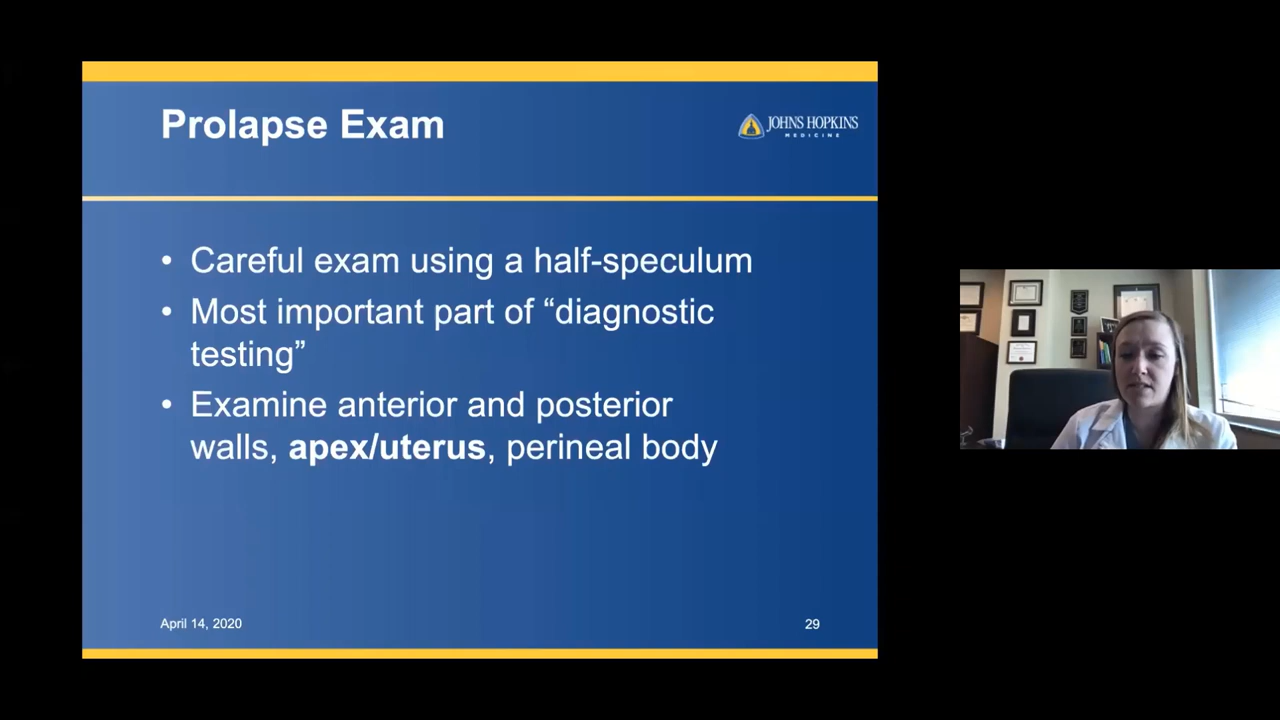 Prolapse Exam
JOHNS HOPKINS
MEDICINE
• Careful exam using a half-speculum
• Most important part of “diagnostic
testing”
• Examine anterior and posterior
walls, apex/uterus, perineal body
April 14, 2020
29